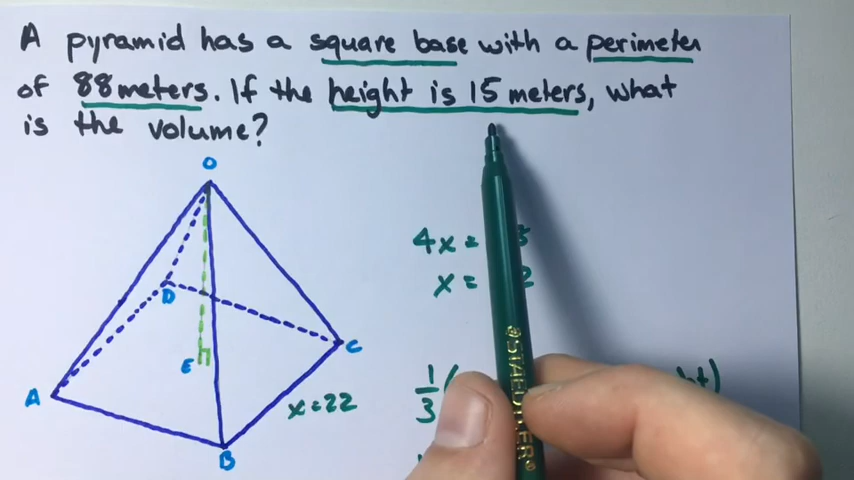 A pyramid has a square base with a perimeter
of 88 meters. If the height is 15 meters, what
is the volume?
O
4x =
D
x =
C
E
1/3 (
A
x=22
B
STAEDTLER